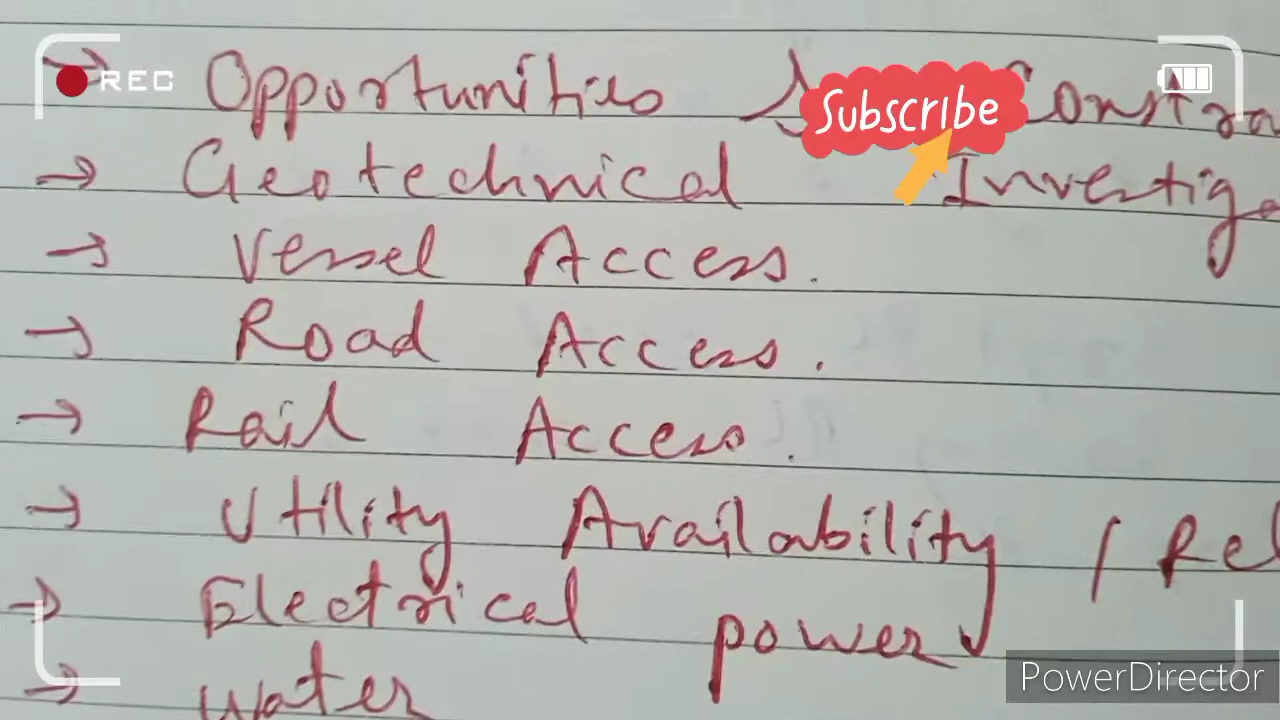 REC
→ Opportunities & Constra
Subscribe
→ Geotechnical Investiga
→ Vessel Access.
→ Road Access.
→ Rail Access.
→ Utility Availability / Rel
→ Electrical power
→ Water
PowerDirector